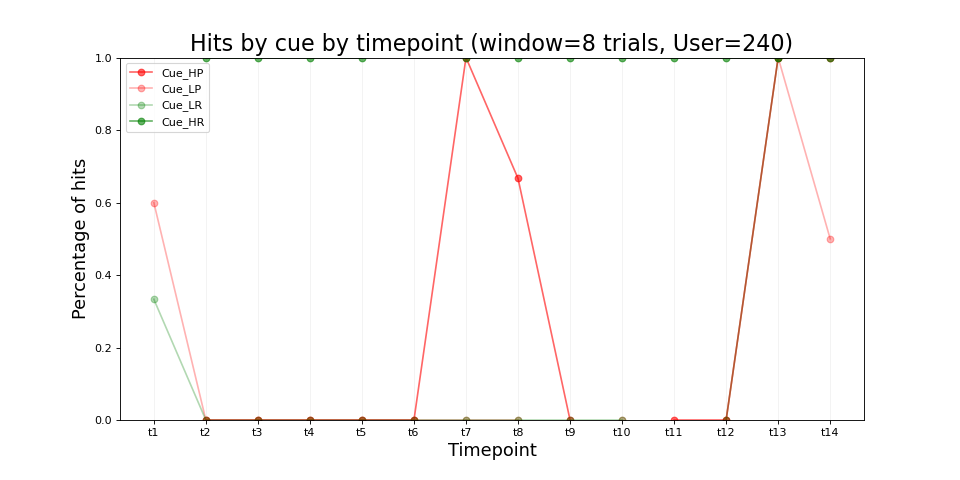 Hits by cue by timepoint (window=8 trials, User=240)
1.0
0.8
0.6
0.4
0.2
0.0
Percentage of hits
Cue_HP
Cue_LP
Cue_LR
Cue_HR
t1 t2 t3 t4 t5 t6 t7 t8 t9 t10 t11 t12 t13 t14
Timepoint